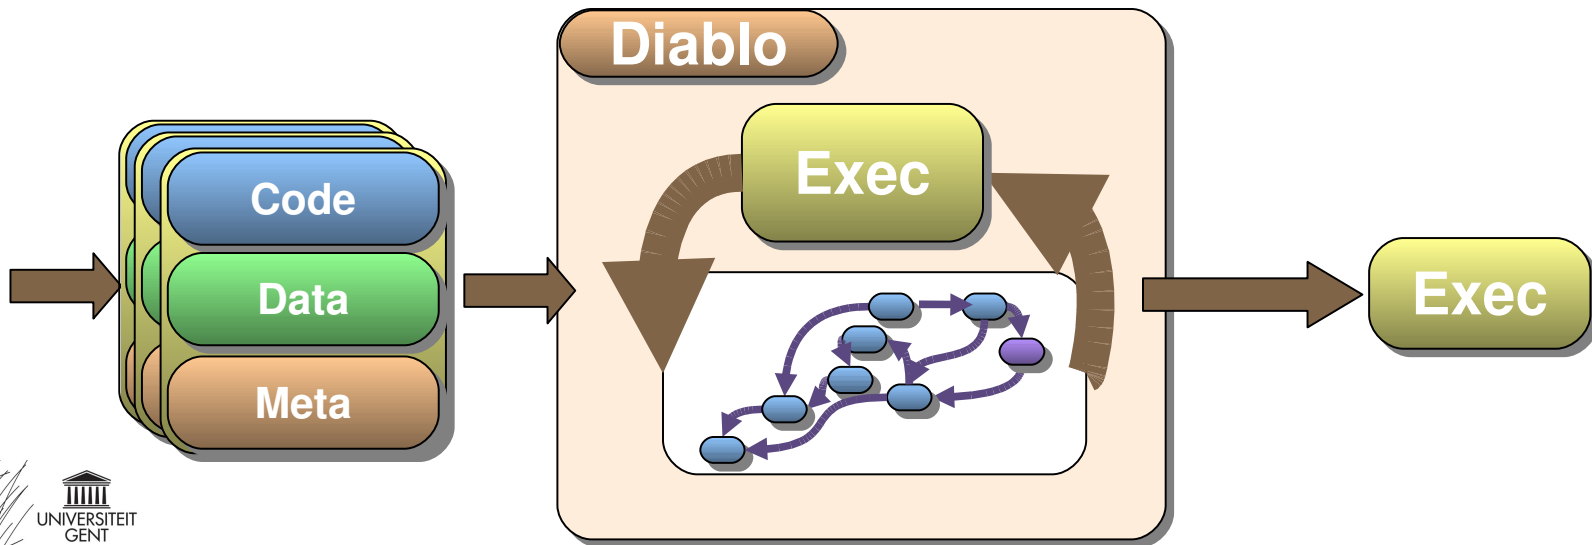 Diablo
Exec
Code
Data
Meta
Exec
UNIVERSITEIT
GENT